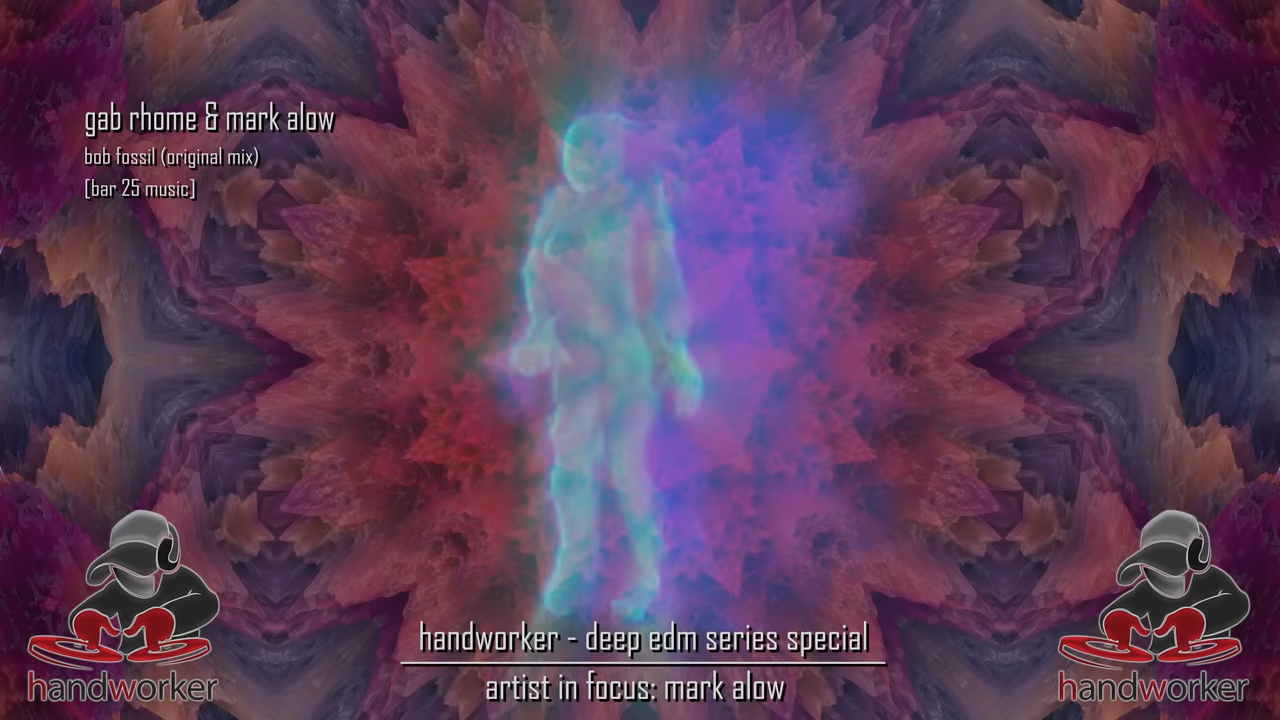 gab rhome & mark alow
bob fossil (original mix)
[bar 25 music]
handworker - deep edm series special
artist in focus: mark alow
handworker
handworker